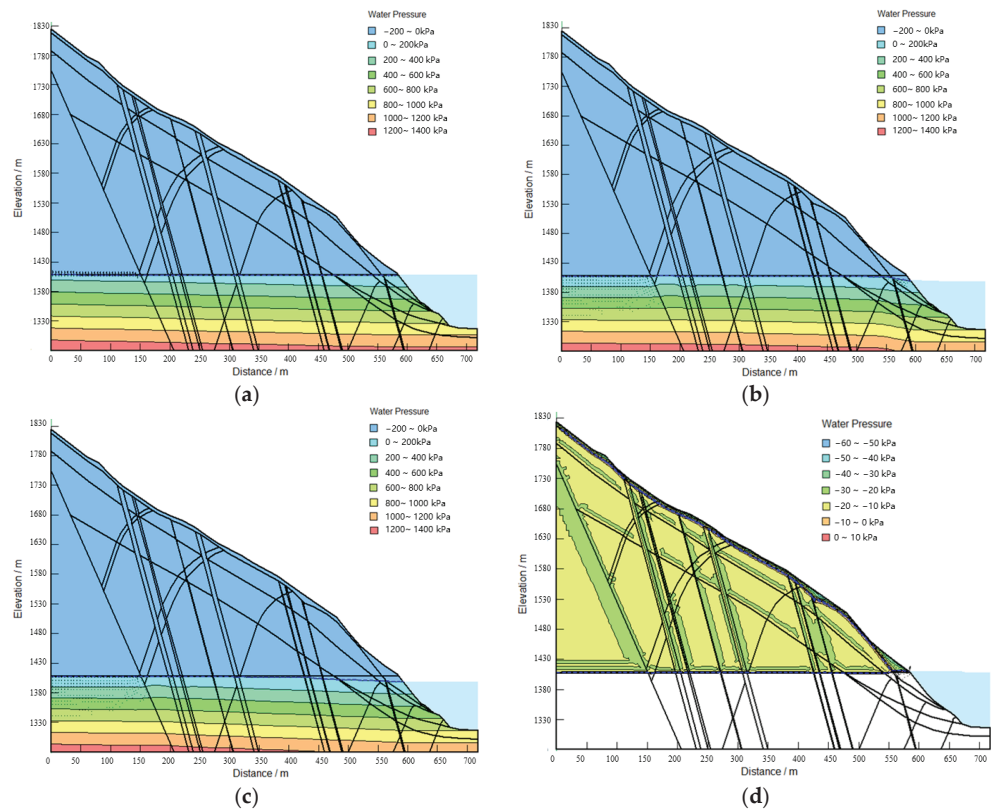 Water Pressure
−200 ~ 0kPa
0 ~ 200kPa
200 ~ 400 kPa
400 ~ 600 kPa
600~ 800 kPa
800~ 1000 kPa
1000~ 1200 kPa
1200~ 1400 kPa
Elevation / m
1830
1780
1730
1680
1630
1580
1530
1480
1430
1380
1330
0 50 100 150 200 250 300 350 400 450 500 550 600 650 700
Distance / m
(a)
Water Pressure
−200 ~ 0kPa
0 ~ 200kPa
200 ~ 400 kPa
400 ~ 600 kPa
600~ 800 kPa
800~ 1000 kPa
1000~ 1200 kPa
1200~ 1400 kPa
Elevation / m
1830
1780
1730
1680
1630
1580
1530
1480
1430
1380
1330
0 50 100 150 200 250 300 350 400 450 500 550 600 650 700
Distance / m
(b)
Water Pressure
−200 ~ 0kPa
0 ~ 200kPa
200 ~ 400 kPa
400 ~ 600 kPa
600~ 800 kPa
800~ 1000 kPa
1000~ 1200 kPa
1200~ 1400 kPa
Elevation / m
1830
1780
1730
1680
1630
1580
1530
1480
1430
1380
1330
0 50 100 150 200 250 300 350 400 450 500 550 600 650 700
Distance / m
(c)
Water Pressure
−60 ~ −50 kPa
−50 ~ −40 kPa
−40 ~ −30 kPa
−30 ~ −20 kPa
−20 ~ −10 kPa
−10 ~ 0 kPa
0 ~ 10 kPa
Elevation / m
1830
1780
1730
1680
1630
1580
1530
1480
1430
1380
1330
0 50 100 150 200 250 300 350 400 450 500 550 600 650 700
Distance / m
(d)